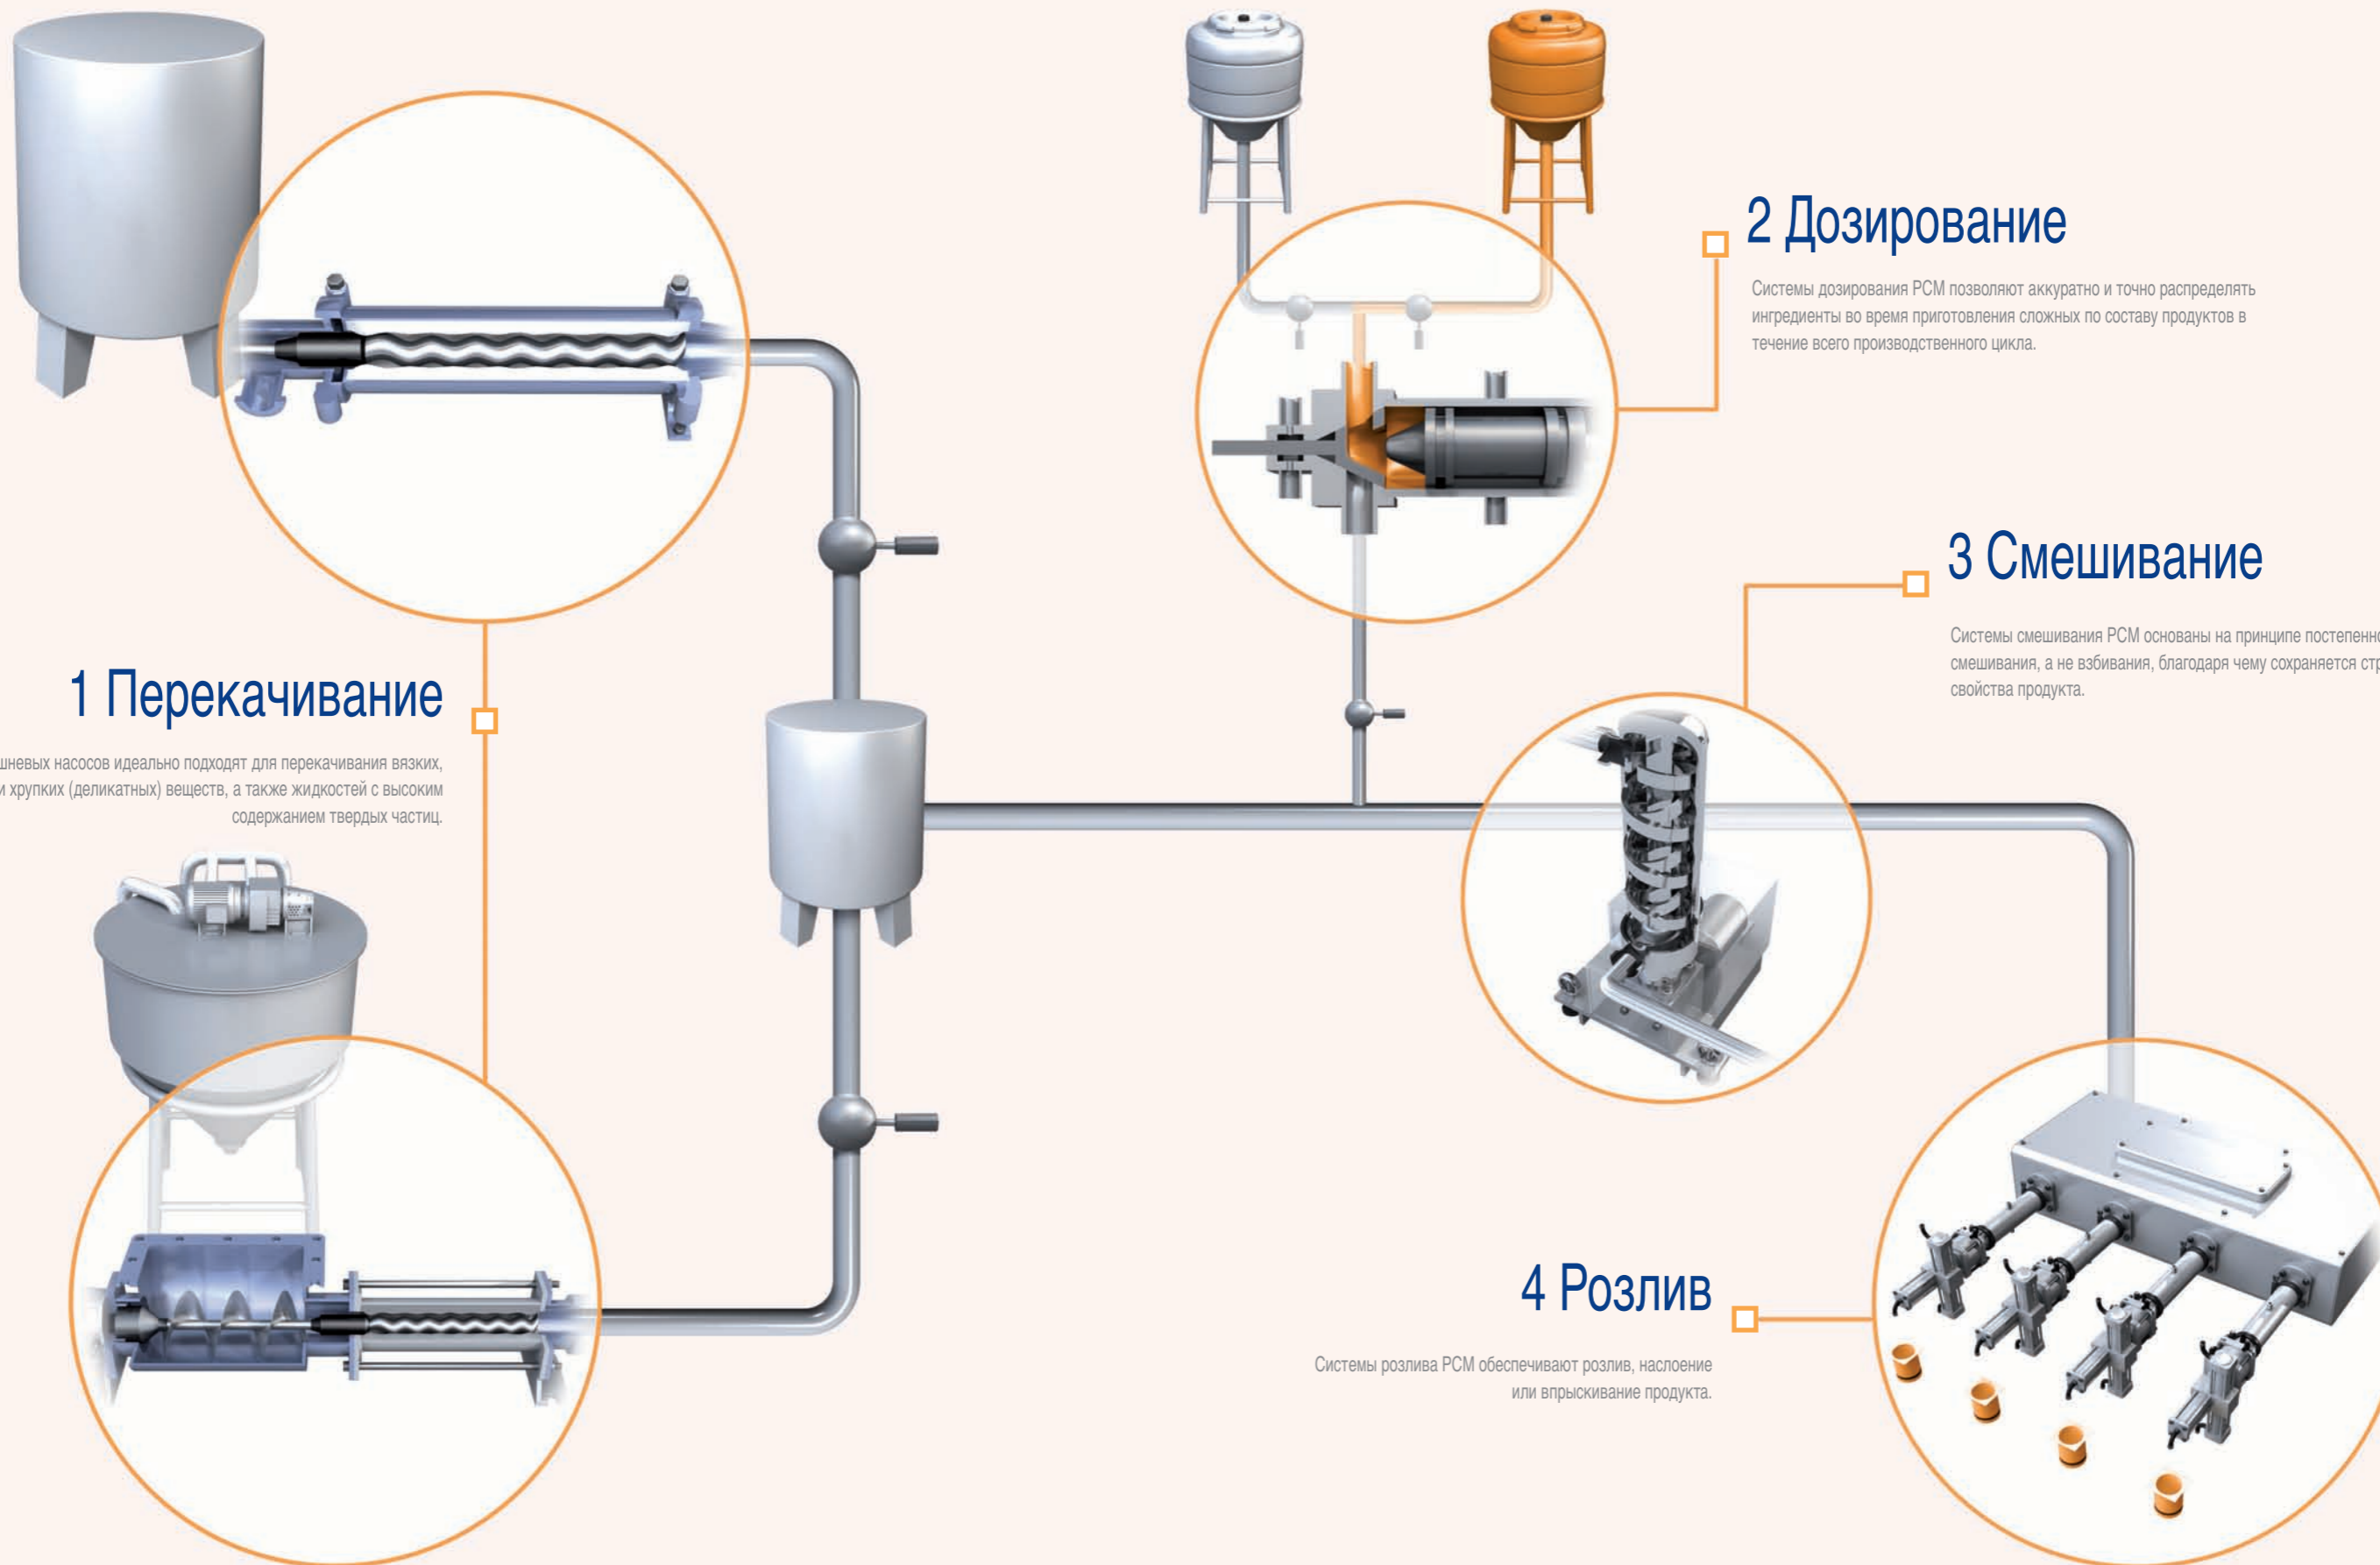 1 Перекачивание
насосов идеально подходят для перекачивания вязких,
и хрупких (деликатных) веществ, а также жидкостей с высоким
содержанием твердых частиц.
2 Дозирование
Системы дозирования PCM позволяют аккуратно и точно распределять
ингредиенты во время приготовления сложных по составу продуктов в
течение всего производственного цикла.
3 Смешивание
Системы смешивания PCM основаны на принципе
смешивания, а не взбивания, благодаря чему сохраняется
свойства продукта.
4 Розлив
Системы розлива PCM обеспечивают розлив, наслоение
или впрыскивание продукта.